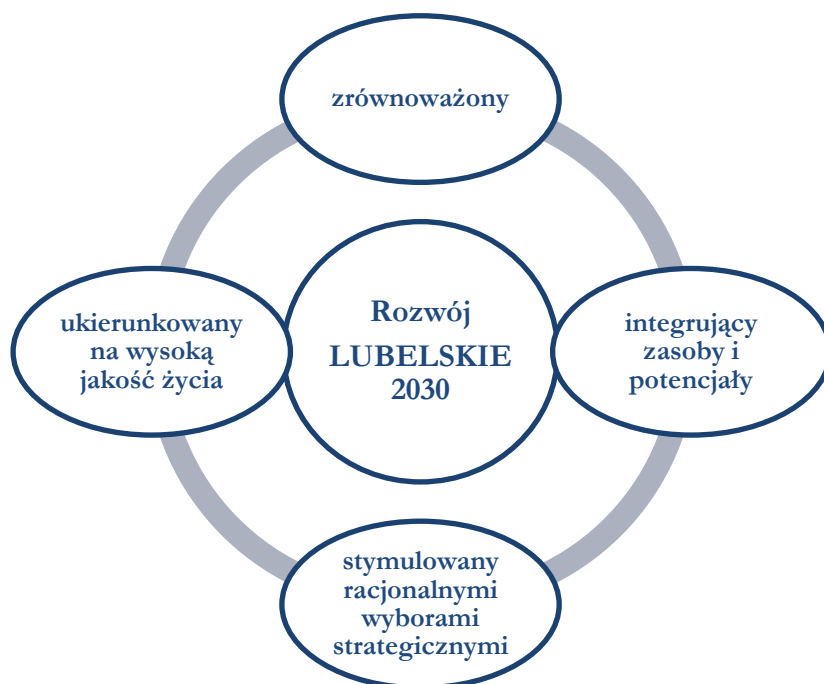 zrównoważony
ukierunkowany
na wysoką
jakość życia
Rozwój
LUBELSKIE
2030
integrujący
zasoby i
potencjały
stymulowany
racjonalnymi
wyborami
strategicznymi